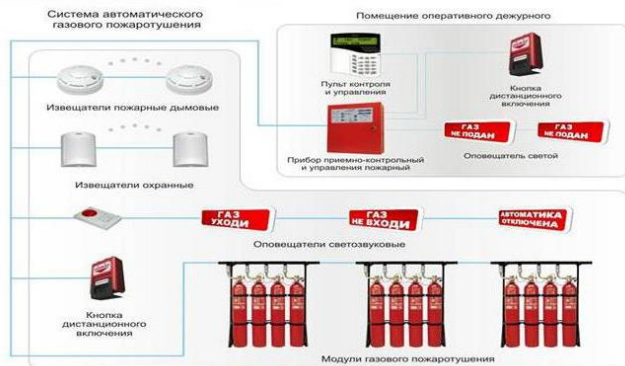 Система автоматического
газового пожаротушения
Помещение оперативного дежурного
Извещатели пожарные дымовые
Пульт контроля
и управления
Кнопка
дистанционного
включения
Прибор приемно-контрольный
и управления пожарный
ГАЗ
НЕ ПОДАН
ГАЗ
НЕ ПОДАН
Оповещатель светой
Извещатели охранные
ГАЗ
УХОДИ
ГАЗ
НЕ ВХОДИ
АВТОМАТИКА
ОТКЛЮЧЕНА
Оповещатели светозвуковые
Кнопка
дистанционного
включения
Модули газового пожаротушения